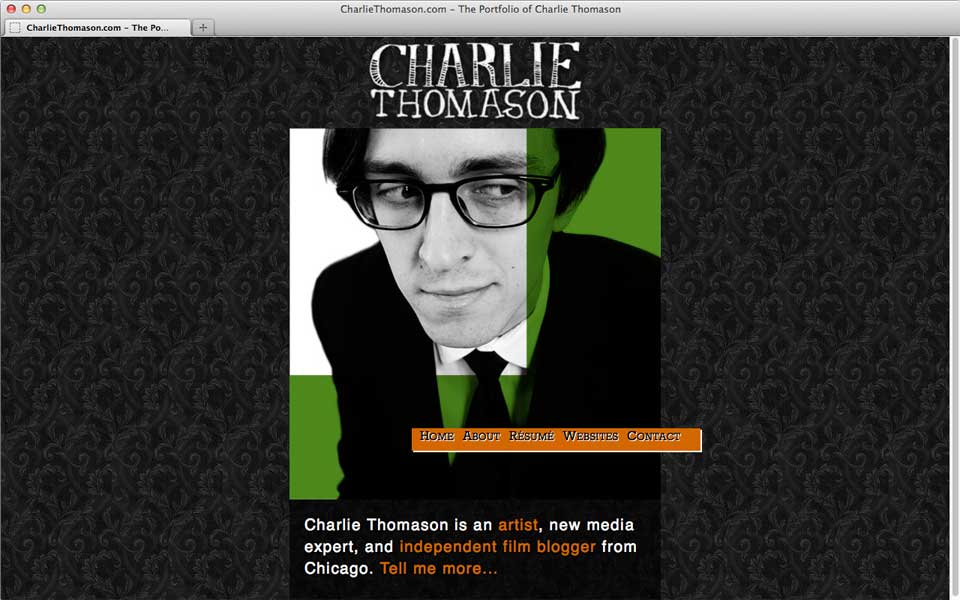 CharlieThomason.com – The Portfolio of Charlie Thomason
CharlieThomason.com – The Po...
CHARLIE
THOMASON
Home About Résumé Websites Contact
Charlie Thomason is an artist, new media
expert, and independent film blogger from
Chicago. Tell me more...